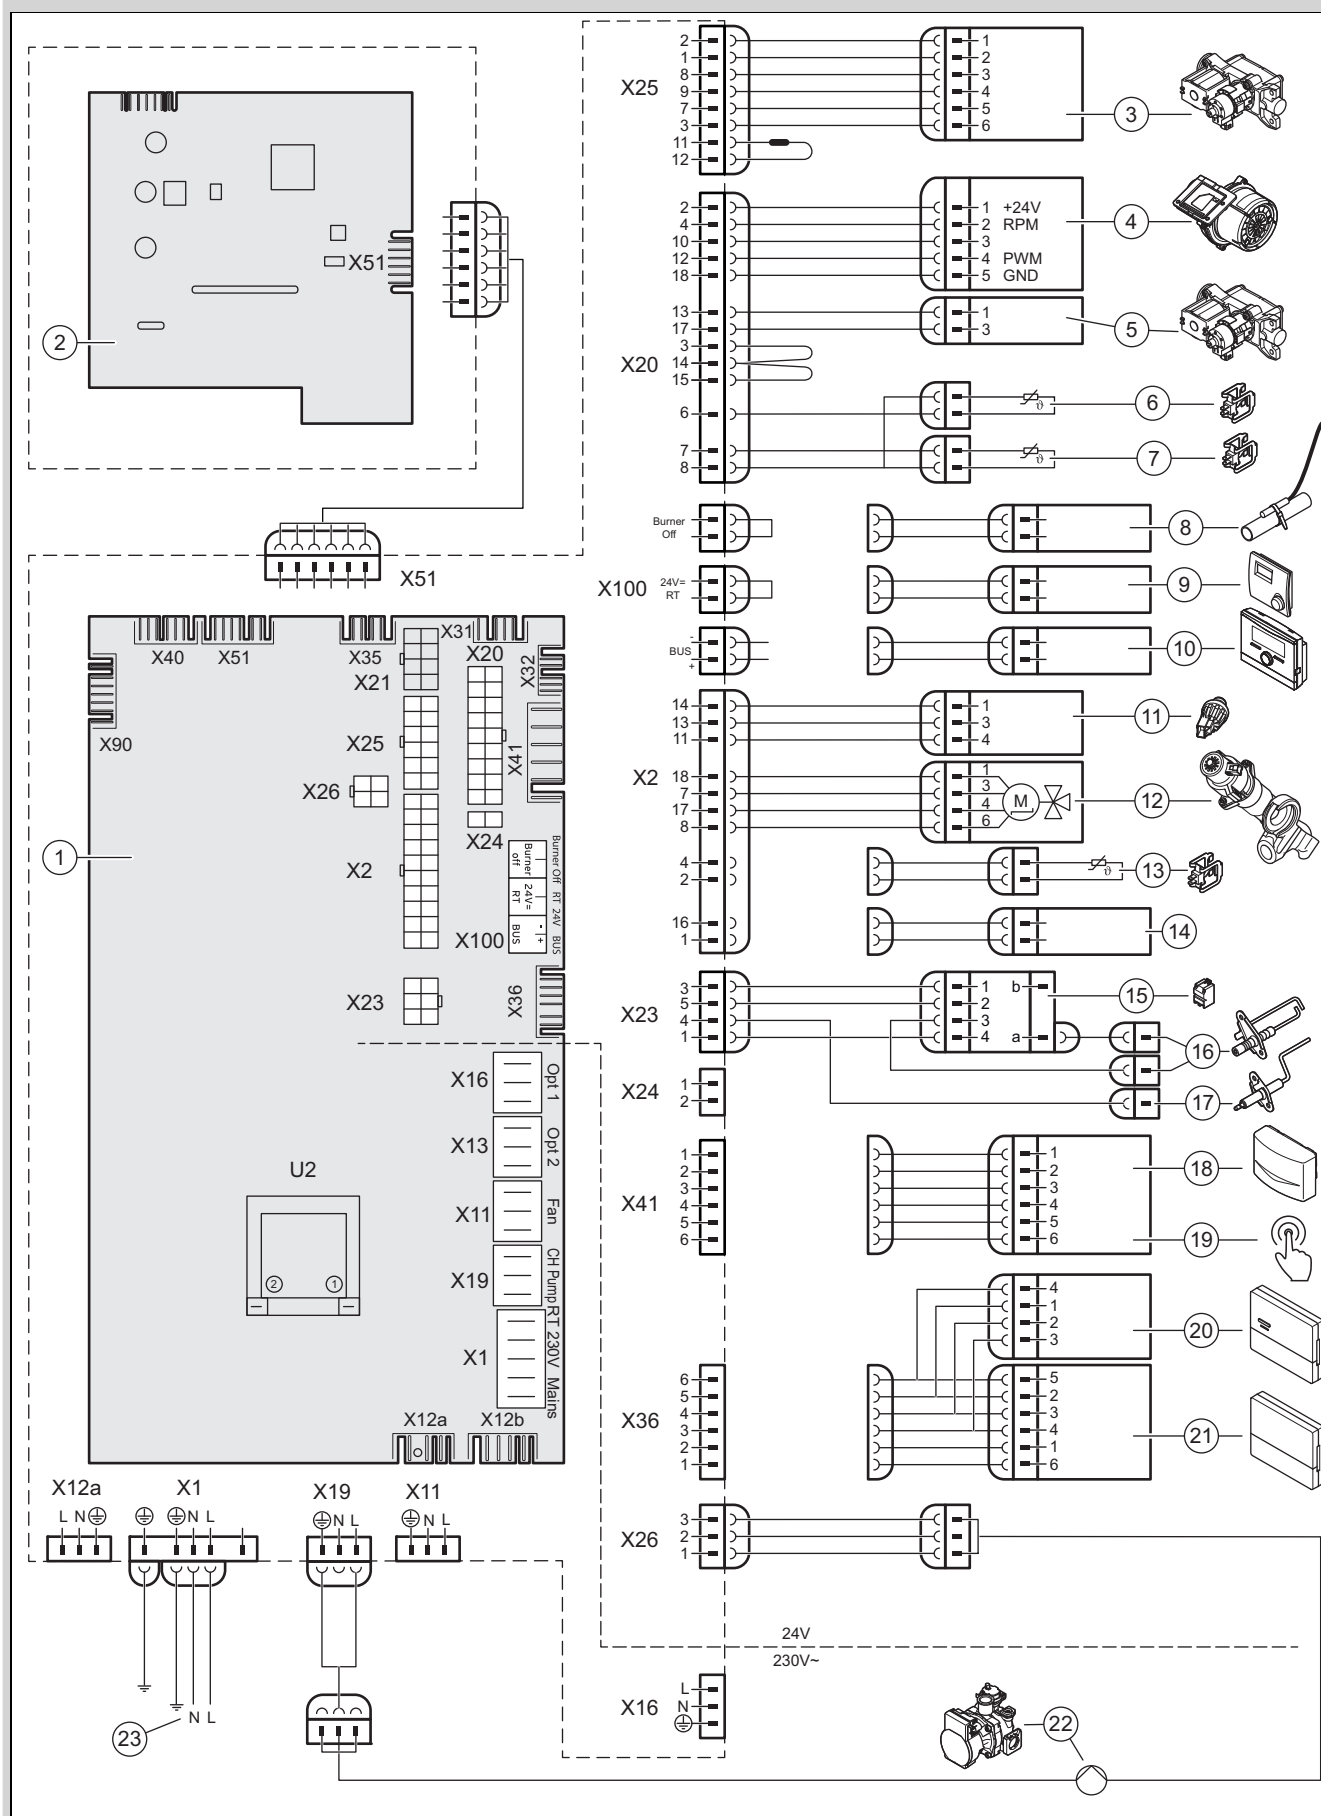 X25
2 1
1 2
8 3
9 4
7 5
3 6
11
12
3
X51
2
X20
2 1 +24V
4 2 RPM
10 3
12 4 PWM
18 5 GND
4
13 1
17 3
5
3
14
15
6 ϑ 6
7 ϑ 7
8
X51
Burner
Off
8
X100
24V=
RT
9
-
BUS
+
10
X40
X51
X35
X31
X21
X20
X32
X90
X25
X41
X26
X24
X2
Burner
off
24V=
RT
BUS
- +
Burner Off RT 24V BUS
X100
X23
X36
1
X2
14 1
13 3
11 4
11
18 1
7 3
17 4
8 6
M
12
4
2
ϑ
13
16
1
14
X23
3 1 b
5 2
4 3
1 4 a
15
16
X24
1
2
17
X41
1 1
2 2
3 3
4 4
5 5
6 6
18
19
4
1
2
3
20
X36
6 5
5 2
4 3
3 4
2 1
1 6
21
X26
3
2
1
X16 Opt 1
X13 Opt 2
X11 Fan
X19 CH Pump
X1 RT 230V Mains
U2
2 1
X12a
X12b
X12a
L N
X1
N L
X19
N L
X11
N L
23
N L
24V
230V~
X16
L
N
22